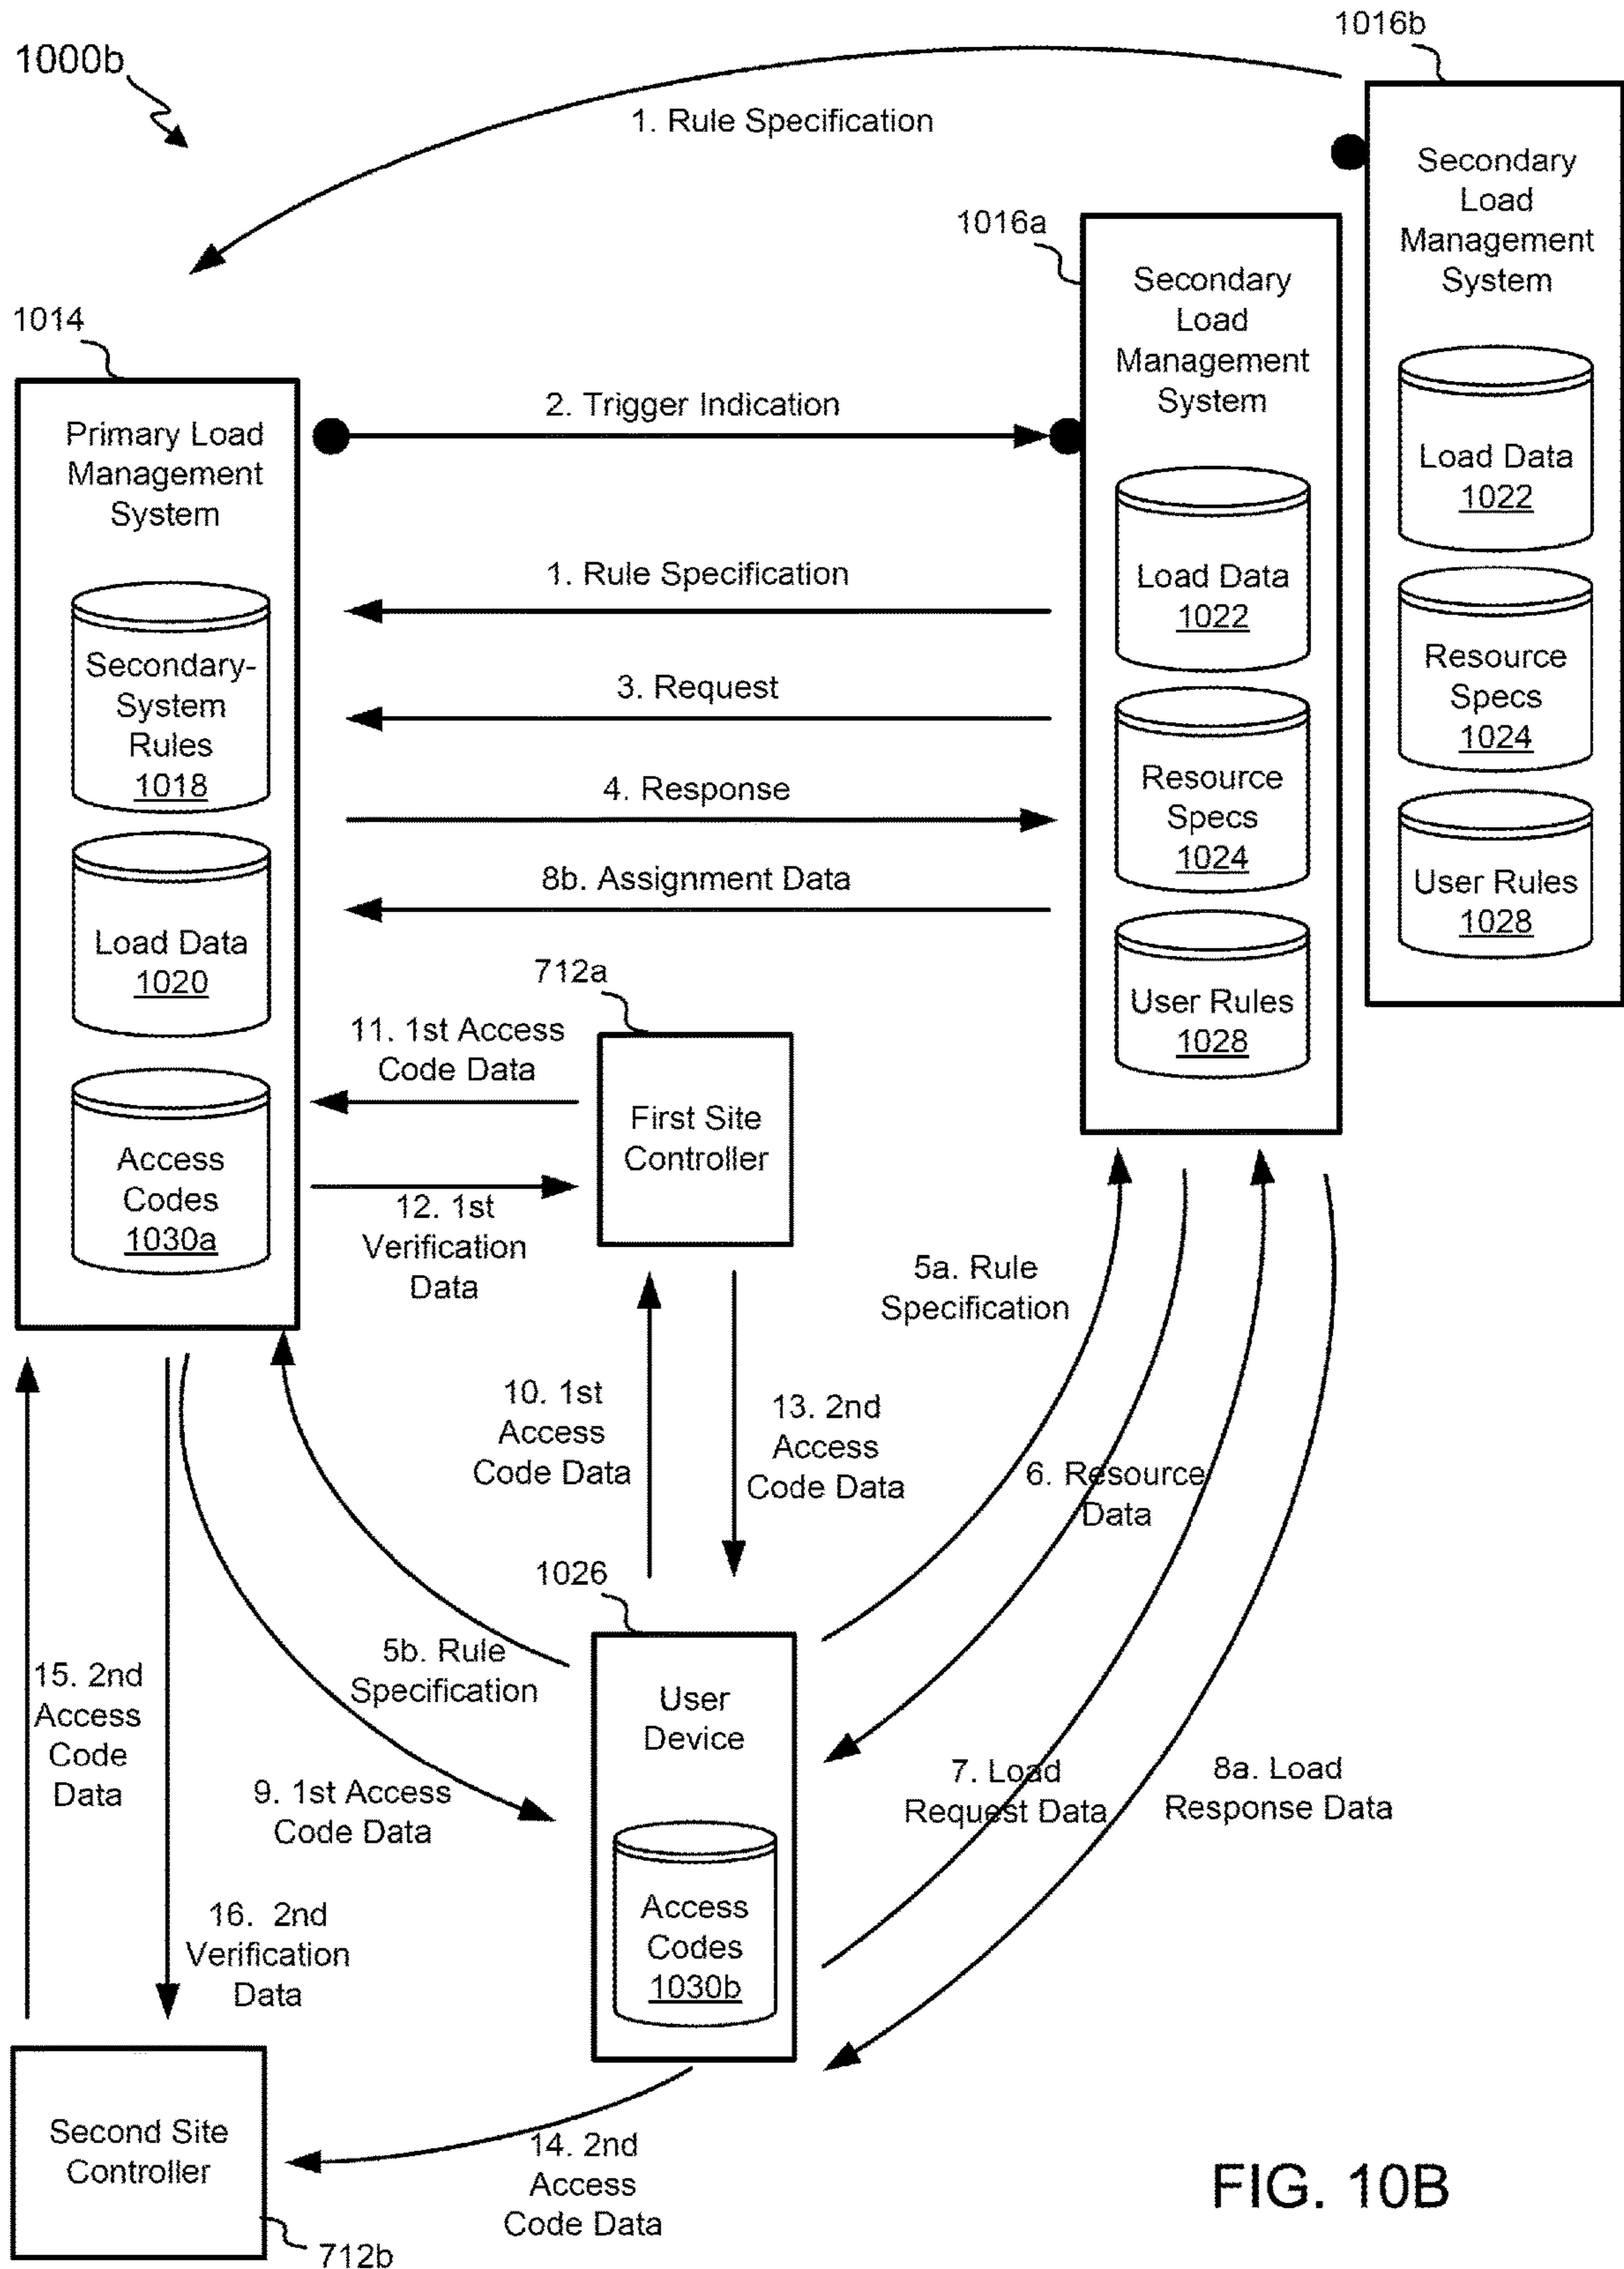 1016b
1000b
1. Rule Specification
Secondary
Load
Management
System
1016a
Secondary
Load
Management
System
1014
Load Data
1022
2. Trigger Indication
Primary Load
Management
System
Load Data
1022
1. Rule Specification
Resource
Specs
1024
Secondary-
System
Rules
1018
3. Request
Resource
Specs
1024
4. Response
User Rules
1028
8b. Assignment Data
Load Data
1020
712a
User Rules
1028
11. 1st Access
Code Data
First Site
Controller
Access
Codes
1030a
12. 1st
Verification
Data
5a. Rule
Specification
10. 1st
Access
Code Data
13. 2nd
Access
Code Data
6. Resource
Data
1026
5b. Rule
Specification
15. 2nd
Access
Code
Data
User
Device
9. 1st Access
Code Data
7. Load
Request Data
8a. Load
Response Data
Access
Codes
1030b
16. 2nd
Verification
Data
Second Site
Controller
14. 2nd
Access
Code Data
712b
FIG. 10B